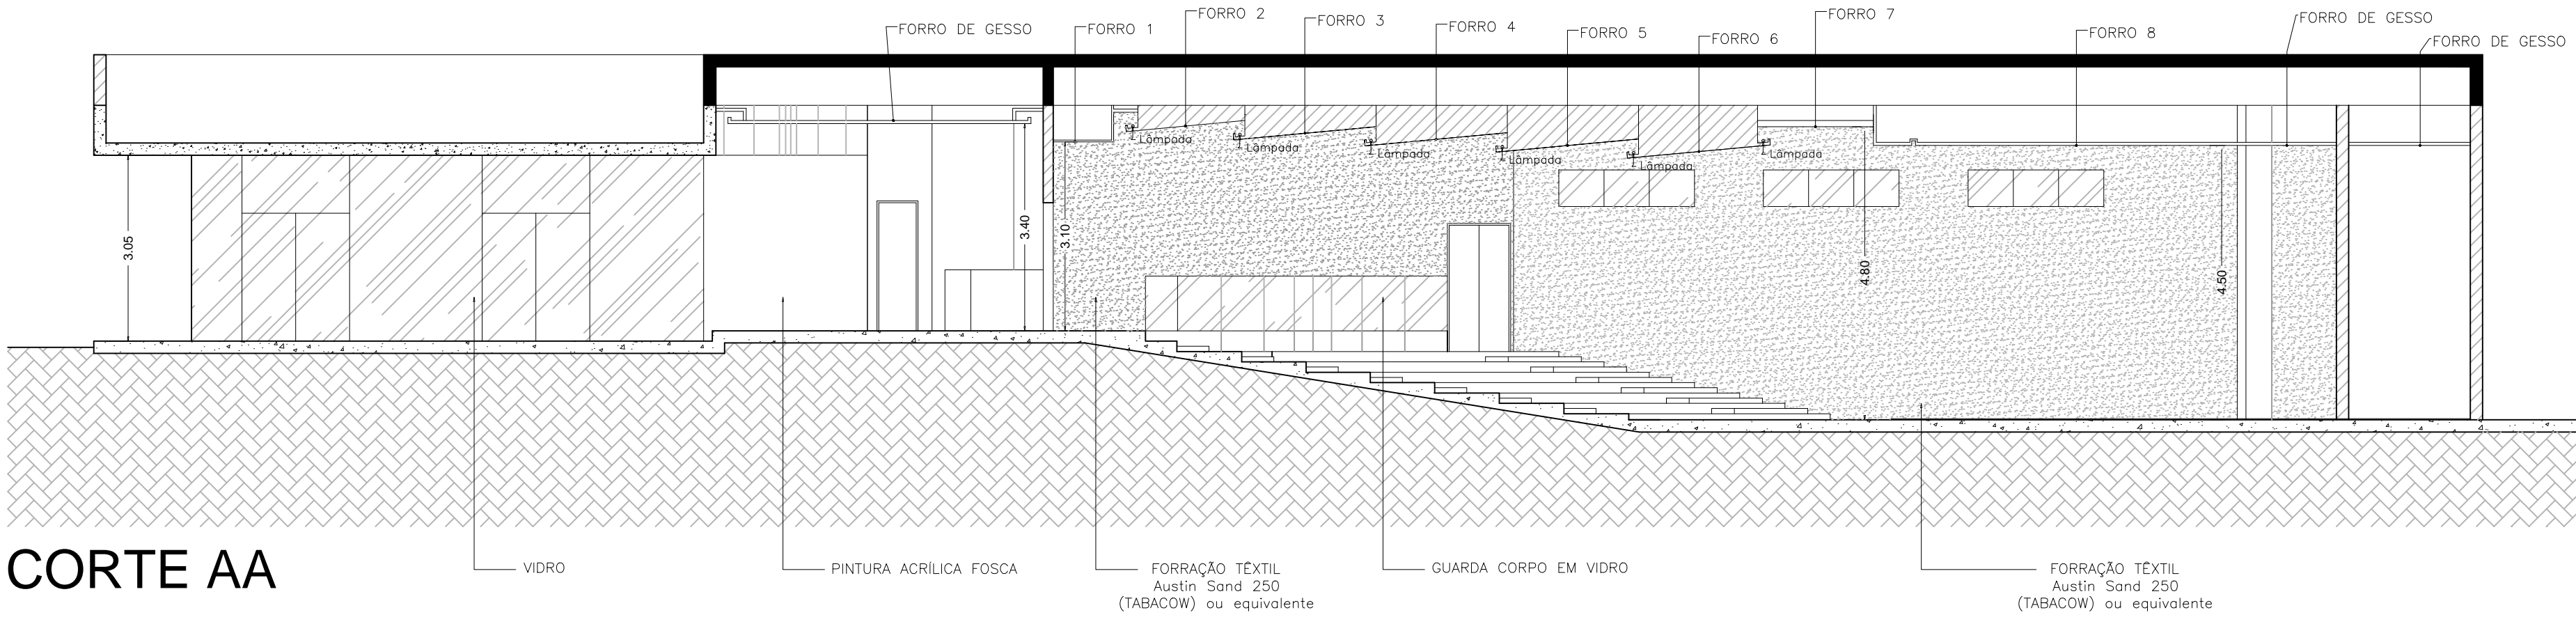 FORRO DE GESSO
FORRO 1
FORRO 2
FORRO 3
FORRO 4
FORRO 5
FORRO 6
FORRO 7
FORRO 8
FORRO DE GESSO
FORRO DE GESSO
Lâmpada
Lâmpada
Lâmpada
Lâmpada
Lâmpada
Lâmpada
3.05
3.40
3.10
4.80
4.50
CORTE AA
VIDRO
PINTURA ACRÍLICA FOSCA
FORRAÇÃO TÊXTIL
Austin Sand 250
(TABACOW) ou equivalente
GUARDA CORPO EM VIDRO
FORRAÇÃO TÊXTIL
Austin Sand 250
(TABACOW) ou equivalente